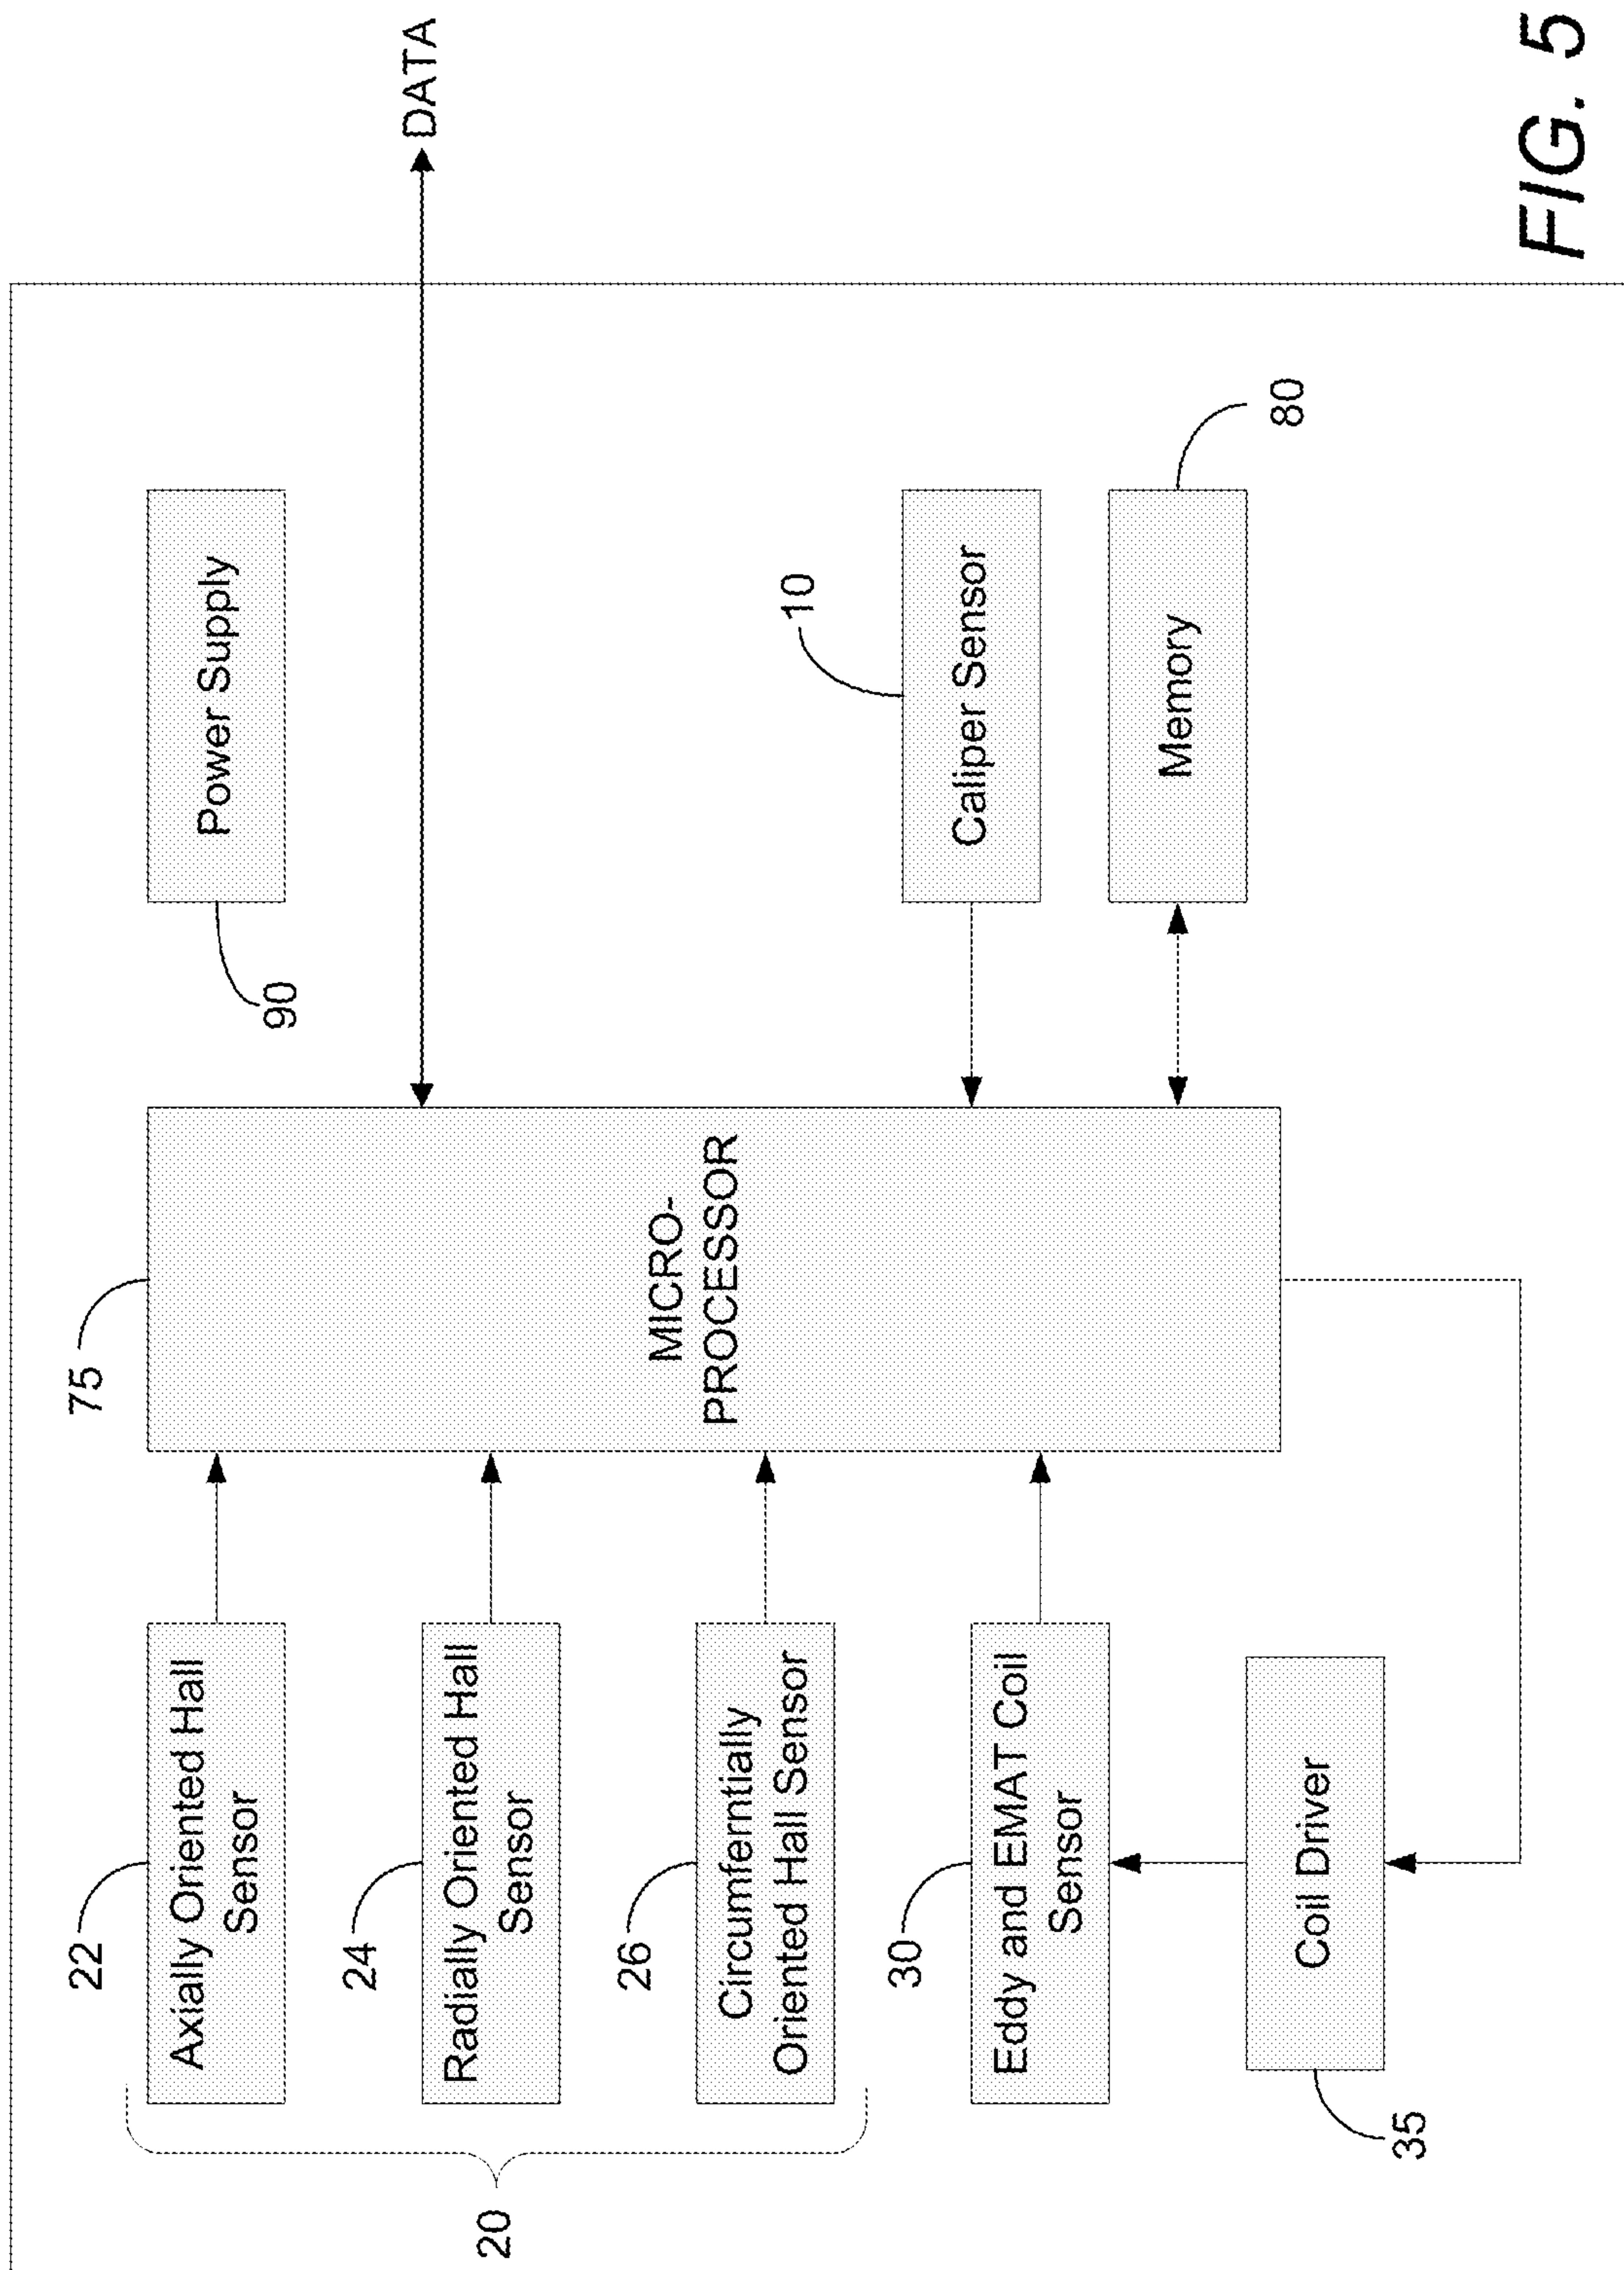 22
Axially Oriented Hall
Sensor
24
Radially Oriented Hall
Sensor
26
Circumferentially
Oriented Hall Sensor
20
30
Eddy and EMAT Coil
Sensor
Coil Driver
35
75
MICRO-
PROCESSOR
Power Supply
90
DATA
10
Caliper Sensor
Memory
80
FIG. 5